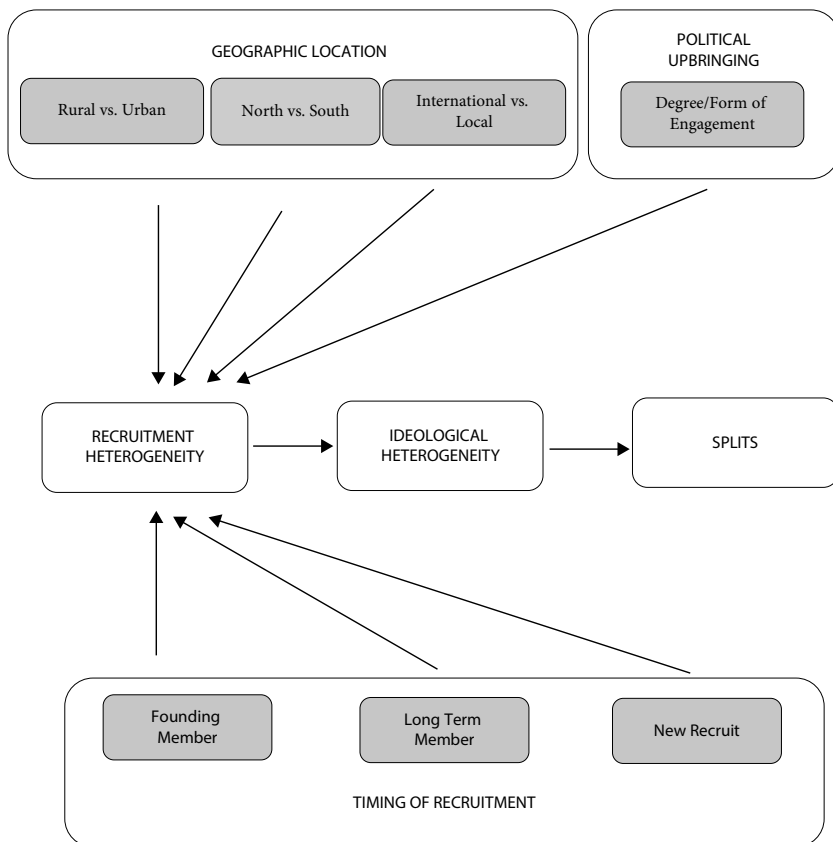 GEOGRAPHIC LOCATION
Rural vs. Urban
North vs. South
International vs.
Local
POLITICAL
UPBRINGING
Degree/Form of
Engagement
RECRUITMENT
HETEROGENEITY
IDEOLOGICAL
HETEROGENEITY
SPLITS
Founding
Member
Long Term
Member
New Recruit
TIMING OF RECRUITMENT